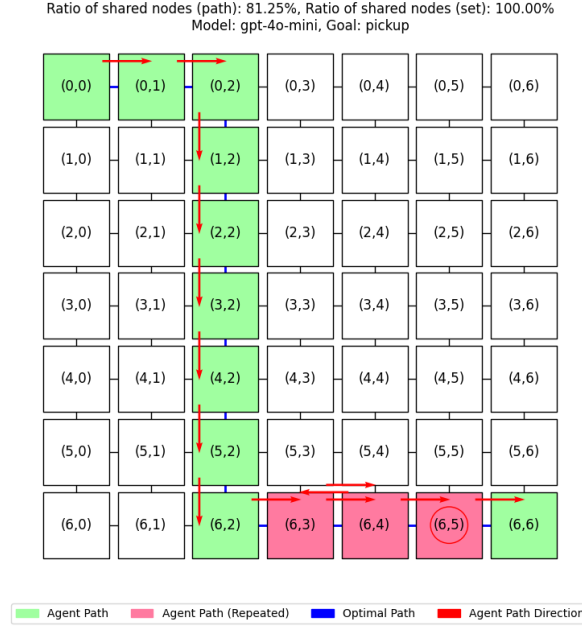 Ratio of shared nodes (path): 81.25%, Ratio of shared nodes (set): 100.00%
Model: gpt-4o-mini, Goal: pickup
(0,0) (0,1) (0,2) (0,3) (0,4) (0,5) (0,6)
(1,0) (1,1) (1,2) (1,3) (1,4) (1,5) (1,6)
(2,0) (2,1) (2,2) (2,3) (2,4) (2,5) (2,6)
(3,0) (3,1) (3,2) (3,3) (3,4) (3,5) (3,6)
(4,0) (4,1) (4,2) (4,3) (4,4) (4,5) (4,6)
(5,0) (5,1) (5,2) (5,3) (5,4) (5,5) (5,6)
(6,0) (6,1) (6,2) (6,3) (6,4) (6,5) (6,6)
Agent Path Agent Path (Repeated) Optimal Path Agent Path Direction